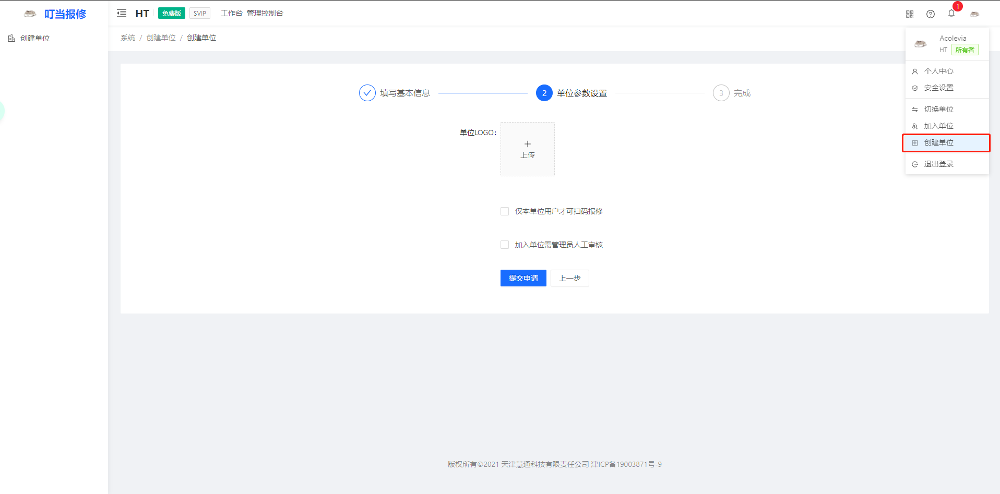 叮当报修
HT 免费版 SVIP 工作台 管理控制台
1
创建单位
系统 / 创建单位 / 创建单位
Acolevia
HT 所有者
个人中心
安全设置
切换单位
加入单位
创建单位
退出登录
填写基本信息
2 单位参数设置
3 完成
单位LOGO:
上传
仅本单位用户才可扫码报修
加入单位需管理员人工审核
提交申请 上一步
版权所有©2021 天津慧通科技有限责任公司 津ICP备19003871号-9